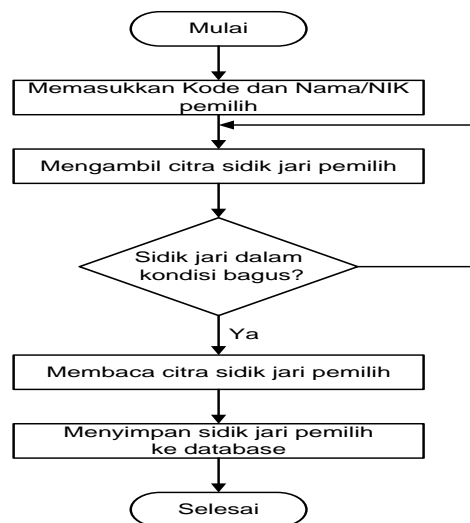 Mulai
Memasukkan Kode dan Nama/NIK
pemilih
Mengambil citra sidik jari pemilih
Sidik jari dalam
kondisi bagus?
Ya
Membaca citra sidik jari pemilih
Menyimpan sidik jari pemilih
ke database
Selesai